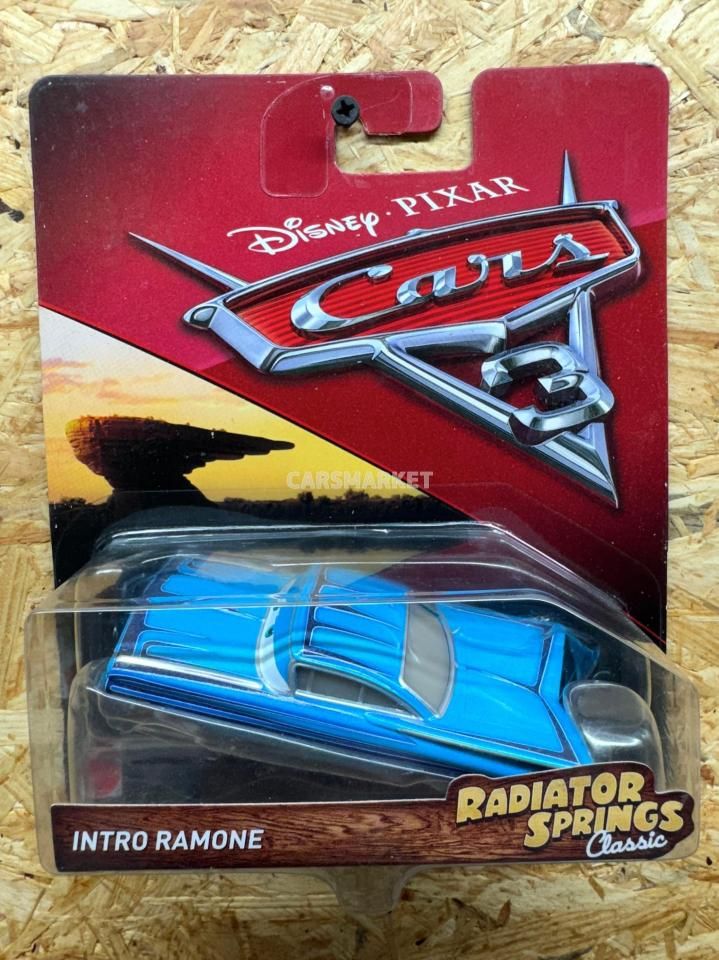 Disney · PIXAR
Cars
3
CARSMARKET
RADIATOR
SPRINGS
Classic
INTRO RAMONE